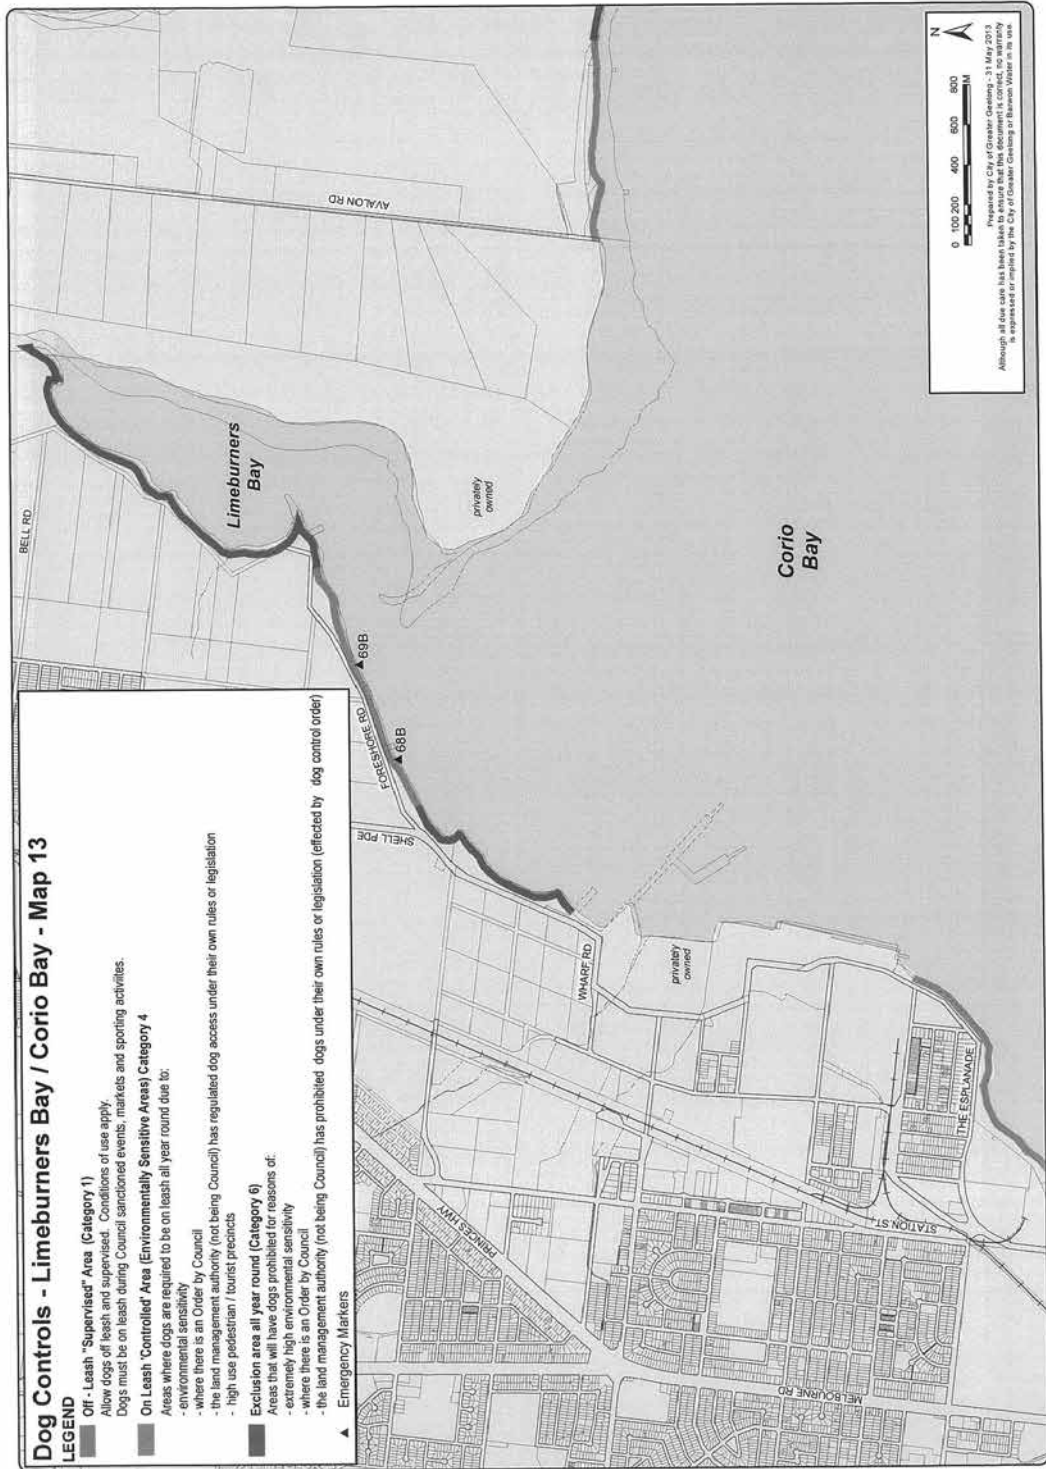 Dog Controls - Limeburners Bay / Corio Bay - Map 13
LEGEND
Off - Leash "Supervised" Area (Category 1)
Allow dogs off leash and supervised. Conditions of use apply.
Dogs must be on leash during Council sanctioned events, markets and sporting activiites.
On Leash 'Controlled' Area (Environmentally Sensitive Areas) Category 4
Areas where dogs are required to be on leash all year round due to:
- environmental sensitivity
- where there is an Order by Council
- the land management authority (not being Council) has regulated dog access under their own rules or legislation
- high use pedestrian / tourist precincts
Exclusion area all year round (Category 6)
Areas that will have dogs prohibited for reasons of:
- extremely high environmental sensitivity
- where there is an Order by Council
- the land management authority (not being Council) has prohibited dogs under their own rules or legislation (effected by dog control order)
▲ Emergency Markers
BELL RD
AVALON RD
Limeburners
Bay
privately
owned
69B
FORESHORE RD
68B
SHELL PDE
Corio
Bay
WHARF RD
privately
owned
PRINCES HWY
THE ESPLANADE
STATION ST
MELBOURNE RD
N
0 100 200 400 600 800
M
Prepared by City of Greater Geelong - 31 May 2013
Although all due care has been taken to ensure that this document is correct, no warranty
is expressed or implied by the City of Greater Geelong or Barwon Water in its use.